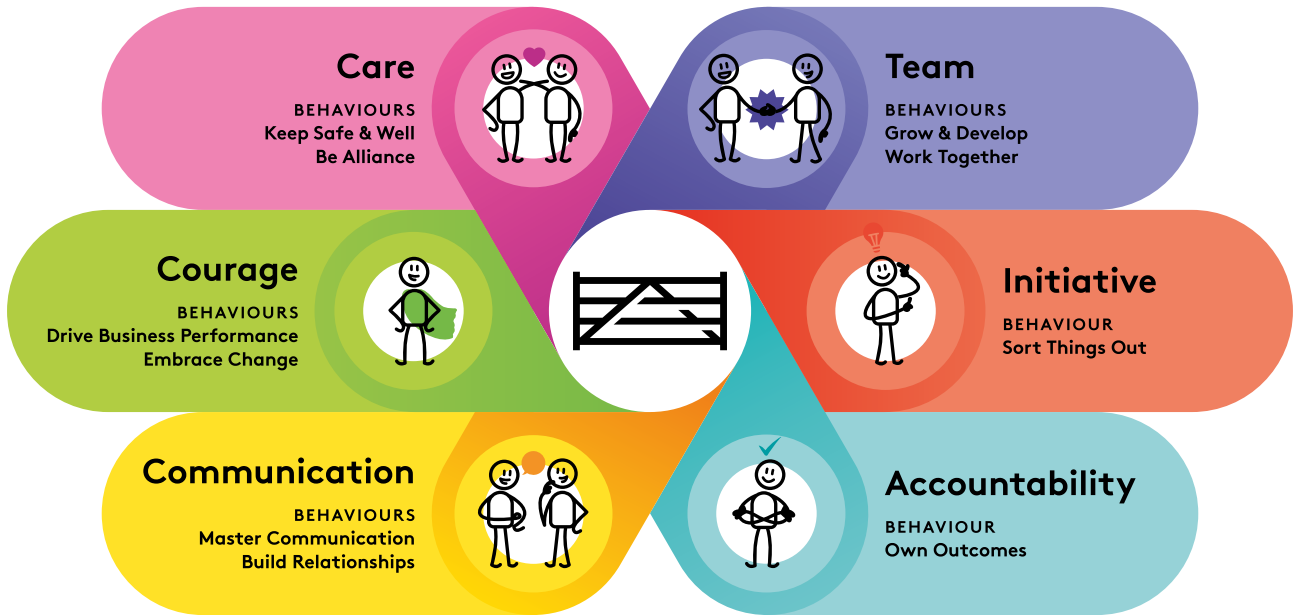 Care
BEHAVIOURS
Keep Safe & Well
Be Alliance
Team
BEHAVIOURS
Grow & Develop
Work Together
Courage
BEHAVIOURS
Drive Business Performance
Embrace Change
Initiative
BEHAVIOUR
Sort Things Out
Communication
BEHAVIOURS
Master Communication
Build Relationships
Accountability
BEHAVIOUR
Own Outcomes